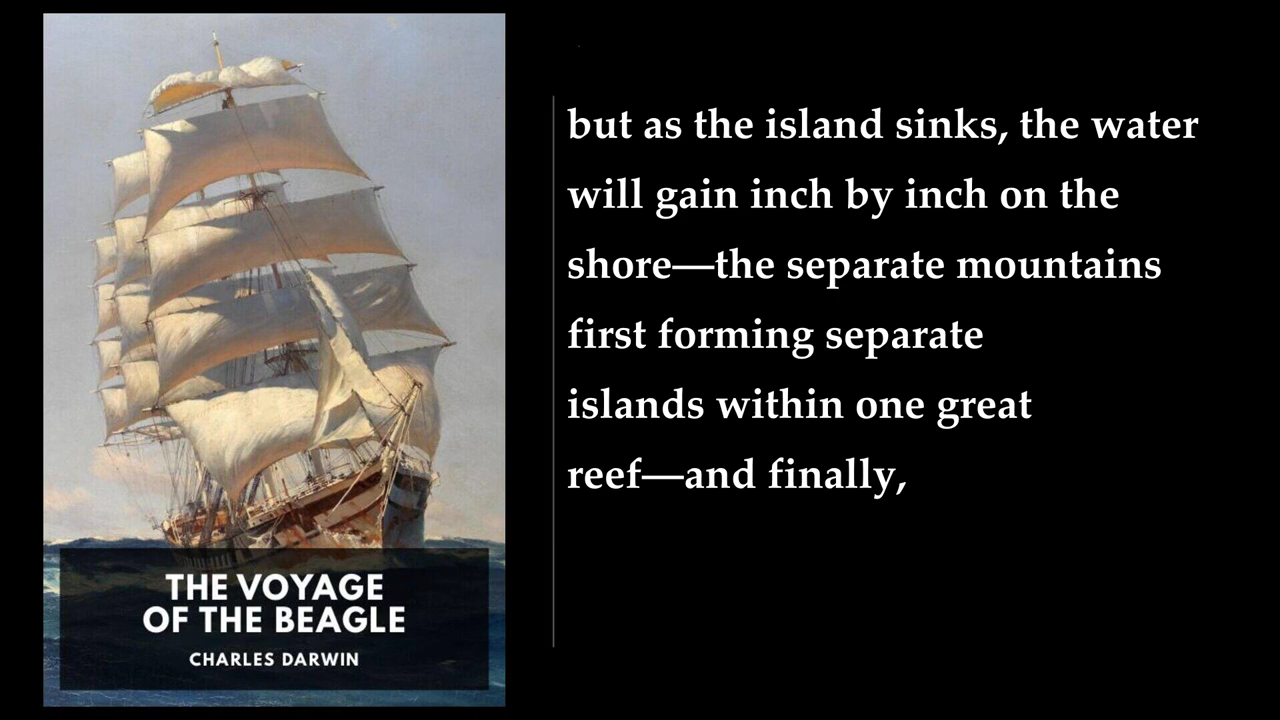 THE VOYAGE
OF THE BEAGLE
CHARLES DARWIN
but as the island sinks, the water
will gain inch by inch on the
shore—the separate mountains
first forming separate
islands within one great
reef—and finally,